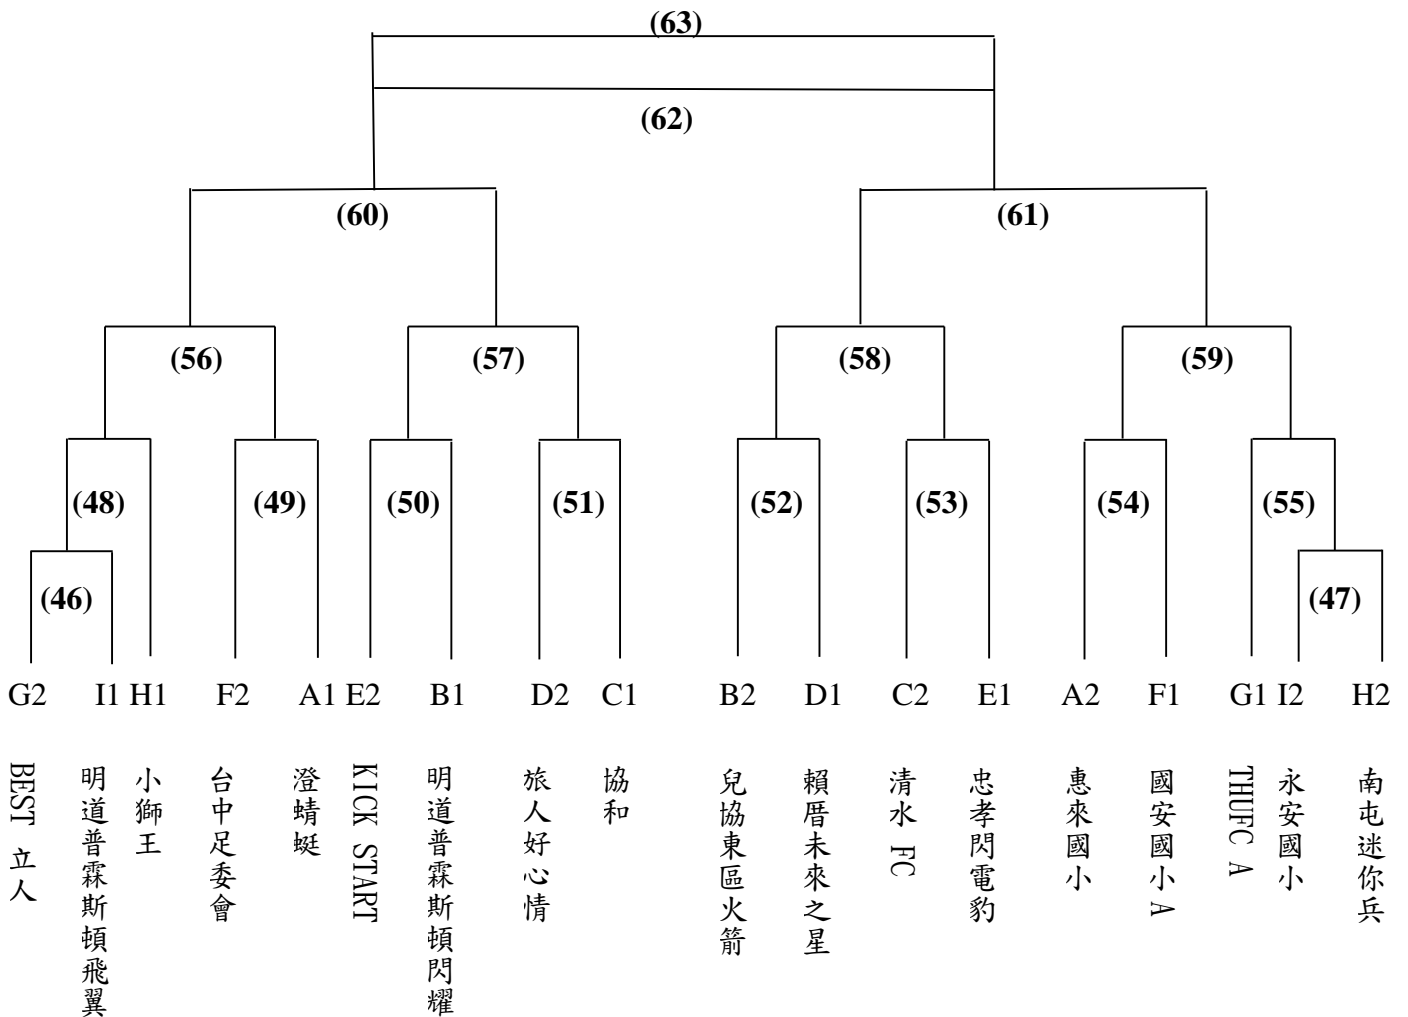 (63)
(62)
(60)
(61)
(56)
(57)
(58)
(59)
(48)
(49)
(50)
(51)
(52)
(53)
(54)
(55)
(46)
(47)
G2
I1
H1
F2
A1
E2
B1
D2
C1
B2
D1
C2
E1
A2
F1
G1
I2
H2
BEST 立人
明道普霖斯頓飛翼
小獅王
台中足委會
澄蜻蜓
KICK START
明道普霖斯頓閃耀
旅人好心情
協和
兒協東區火箭
賴厝未來之星
清水 FC
忠孝閃電豹
惠來國小
國安國小 A
THUFC A
永安國小
南屯迷你兵